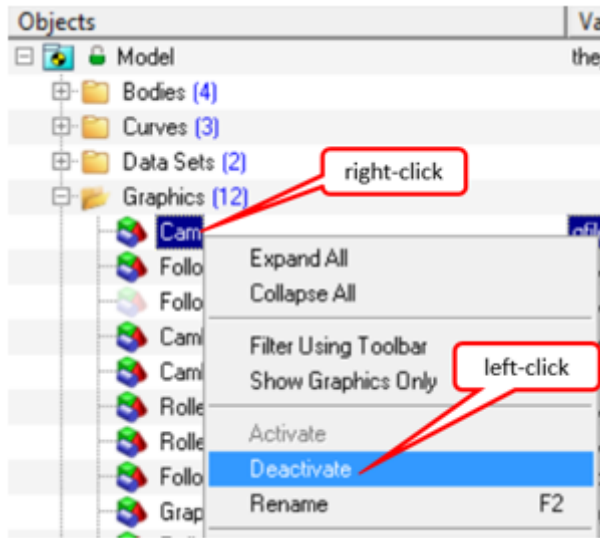 Objects
Va
Model
the
Bodies (4)
Curves (3)
Data Sets (2)
right-click
Graphics (12)
Cam
Follo
Expand All
Follo
Collapse All
Cam
Filter Using Toolbar
Cam
Show Graphics Only
left-click
Rolle
Rolle
Activate
Follo
Deactivate
Grap
Rename F2